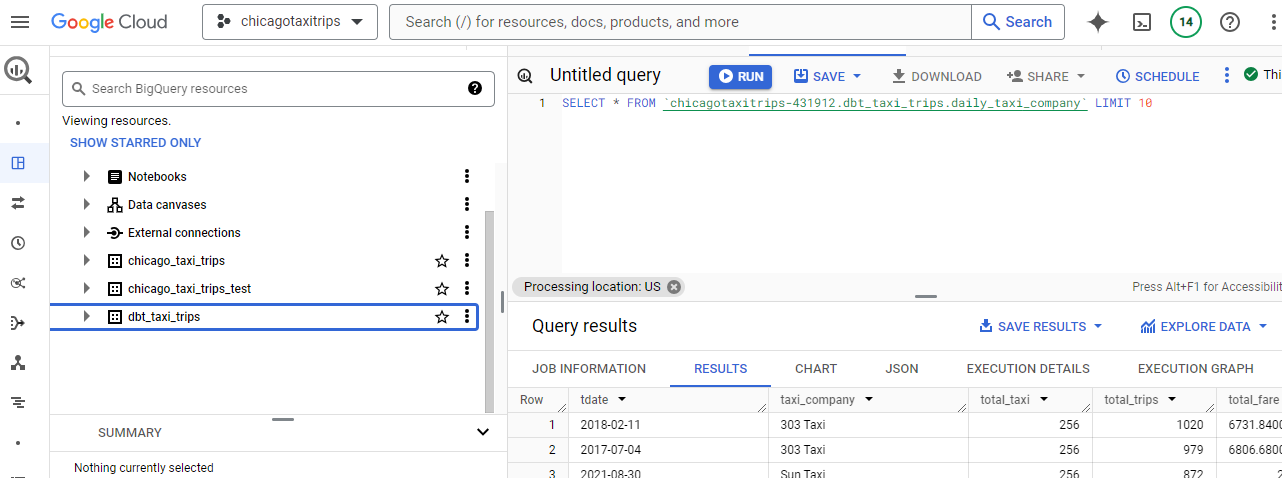 Google Cloud
chicagotaxitrips
Search (/) for resources, docs, products, and more
Search
14
Search BigQuery resources
?
Viewing resources.
SHOW STARRED ONLY
Notebooks
Data canvases
External connections
chicago_taxi_trips
chicago_taxi_trips_test
dbt_taxi_trips
SUMMARY
Nothing currently selected
Untitled query
RUN
SAVE
DOWNLOAD
SHARE
SCHEDULE
Thi
1 SELECT * FROM `chicagotaxitrips-431912.dbt_taxi_trips.daily_taxi_company` LIMIT 10
Processing location: US
Press Alt+F1 for Accessibilit
Query results
SAVE RESULTS
EXPLORE DATA
JOB INFORMATION RESULTS CHART JSON EXECUTION DETAILS EXECUTION GRAPH
Row tdate taxi_company total_taxi total_trips total_fare
1 2018-02-11 303 Taxi 256 1020 6731.8400
2 2017-07-04 303 Taxi 256 979 6806.6800
3 2021-08-30 Sun Taxi 256 872 2